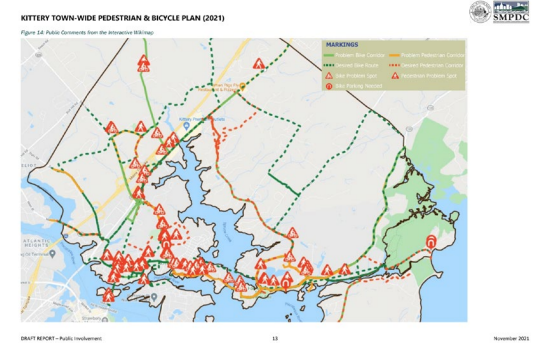 KITTERY TOWN-WIDE PEDESTRIAN & BICYCLE PLAN (2021)
SMPDC
Figure 14: Public Comments from the Interactive Wikimap
MARKINGS
Problem Bike Corridor
Problem Pedestrian Corridor
Desired Bike Route
Desired Pedestrian Corridor
Bike Problem Spot
Pedestrian Problem Spot
Bike Parking Needed
ATLANTIC
HEIGHTS
DRAFT REPORT – Public Involvement
13
November 2021